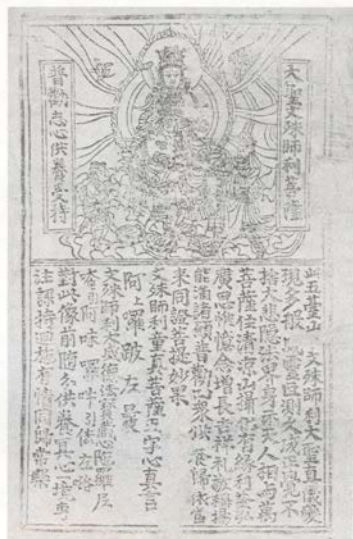 大聖文殊師利菩薩
普勸志心供養受持
此五臺山文殊師利大聖真儀變
現多般威靈叵測久成正覺不
捨大悲隱法界身示天人相與萬
菩薩住清涼山攝化有緣利益弘
廣思惟憶念增長吉祥禮敬稱揚
能滿諸願普勸四眾供養歸依當
來同證菩提妙果
文殊師利童真菩薩五字心真言
阿上囉跛左曩
文殊師利大威德法寶藏心陀羅尼
唵引阿味囉吽引佉左咯
對此像前隨分供養冥心一境專
注課持迴施有情同歸常樂